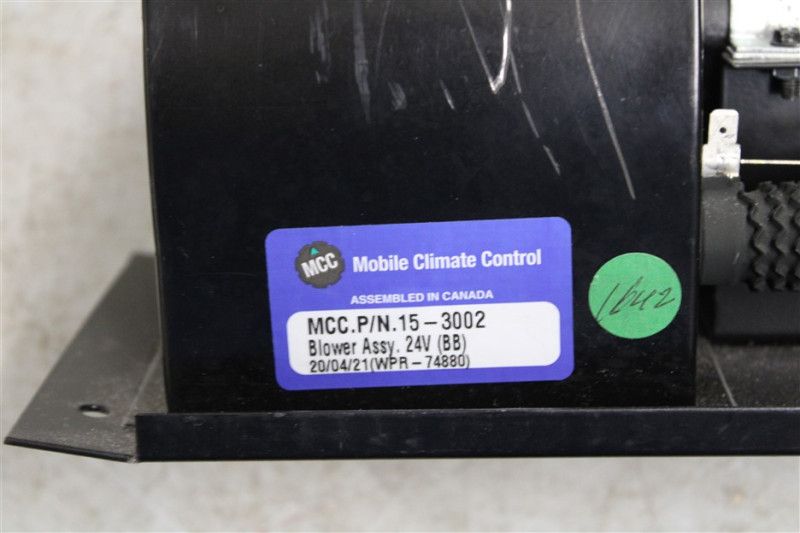 MCC Mobile Climate Control
ASSEMBLED IN CANADA
MCC.P/N.15-3002
Blower Assy. 24V (BB)
20/04/21(WPR-74880)
1642